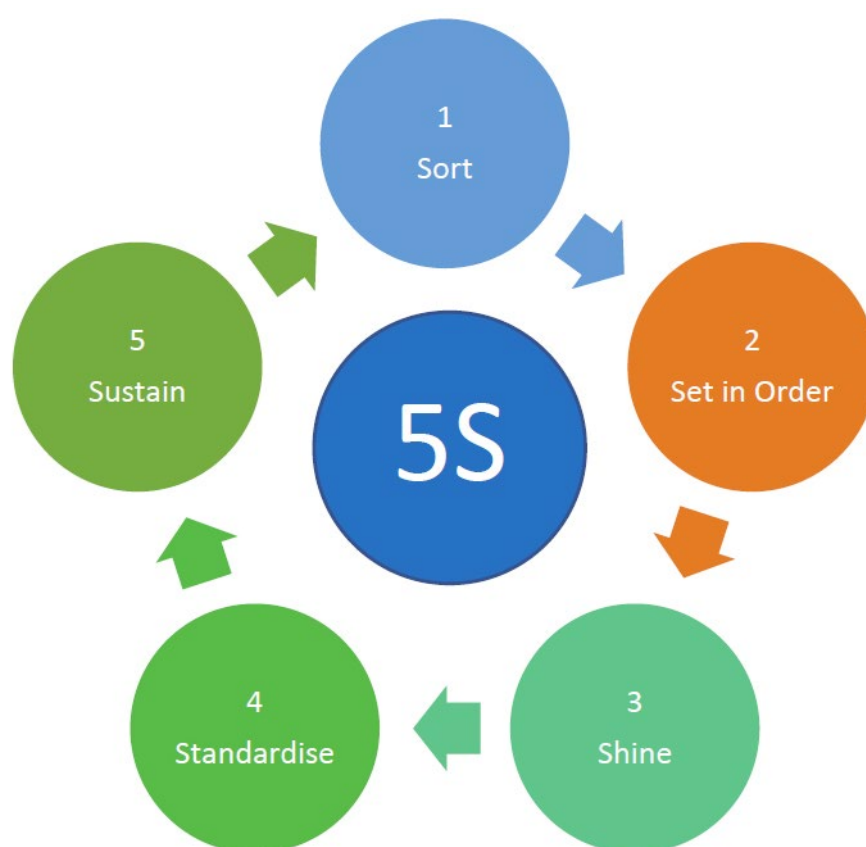 1
Sort
2
Set in Order
3
Shine
4
Standardise
5
Sustain
5S